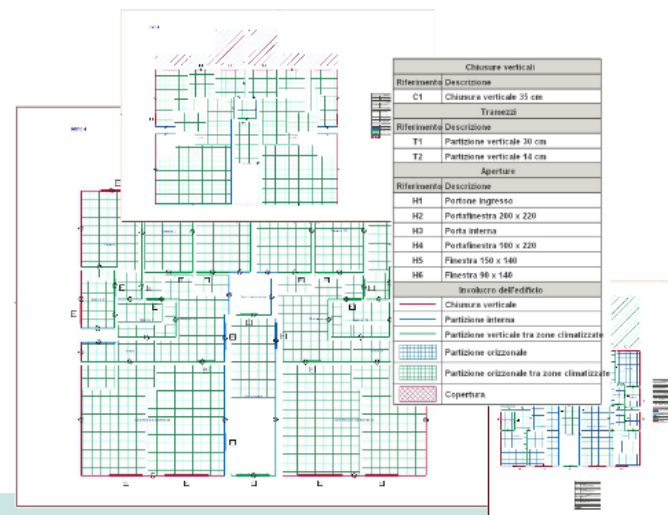 Chiusure verticali
Riferimento Descrizione
C1 Chiusura verticale 35 cm
Tramezzi
Riferimento Descrizione
T1 Partizione verticale 30 cm
T2 Partizione verticale 14 cm
Aperture
Riferimento Descrizione
H1 Portone ingresso
H2 Portafinestra 200 x 220
H3 Porta interna
H4 Portafinestra 100 x 220
H5 Finestra 150 x 140
H6 Finestra 90 x 140
Involucro dell'edificio
Chiusura verticale
Partizione interna
Partizione verticale tra zone climatizzate
Partizione orizzonale
Partizione orizzonale tra zone climatizzate
Copertura